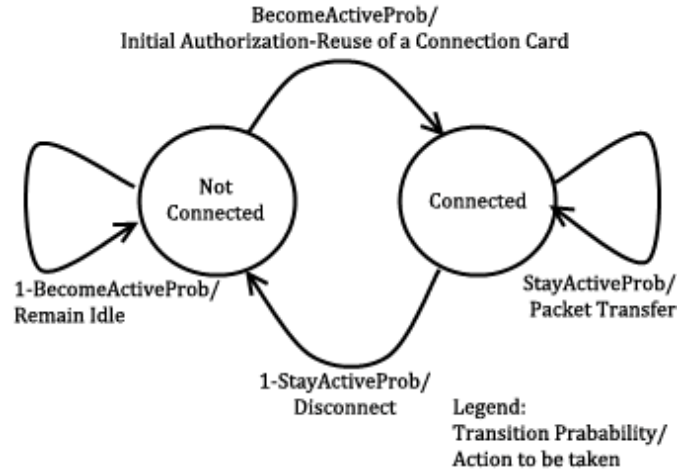 BecomeActiveProb/
Initial Authorization-Reuse of a Connection Card
Not
Connected
Connected
1-BecomeActiveProb/
Remain Idle
StayActiveProb/
Packet Transfer
1-StayActiveProb/
Disconnect
Legend:
Transition Prabability/
Action to be taken